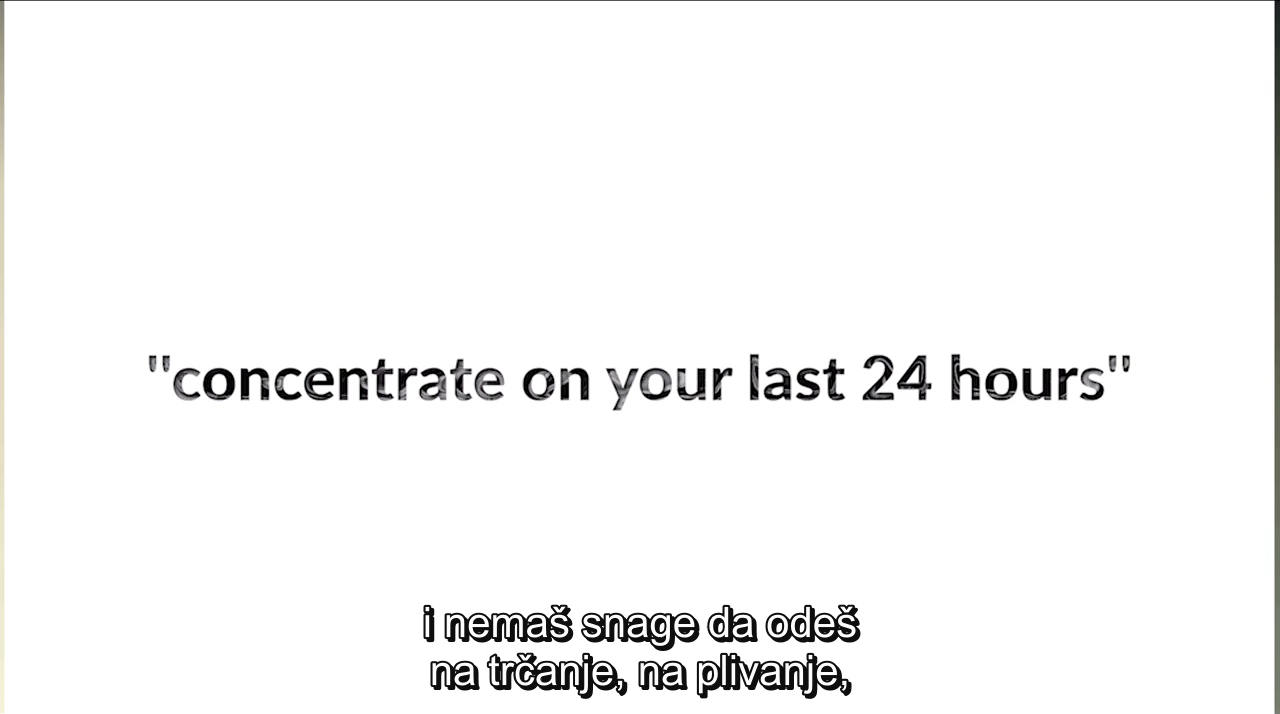 "concentrate on your last 24 hours"
i nemaš snage da odeš
na trčanje, na plivanje,